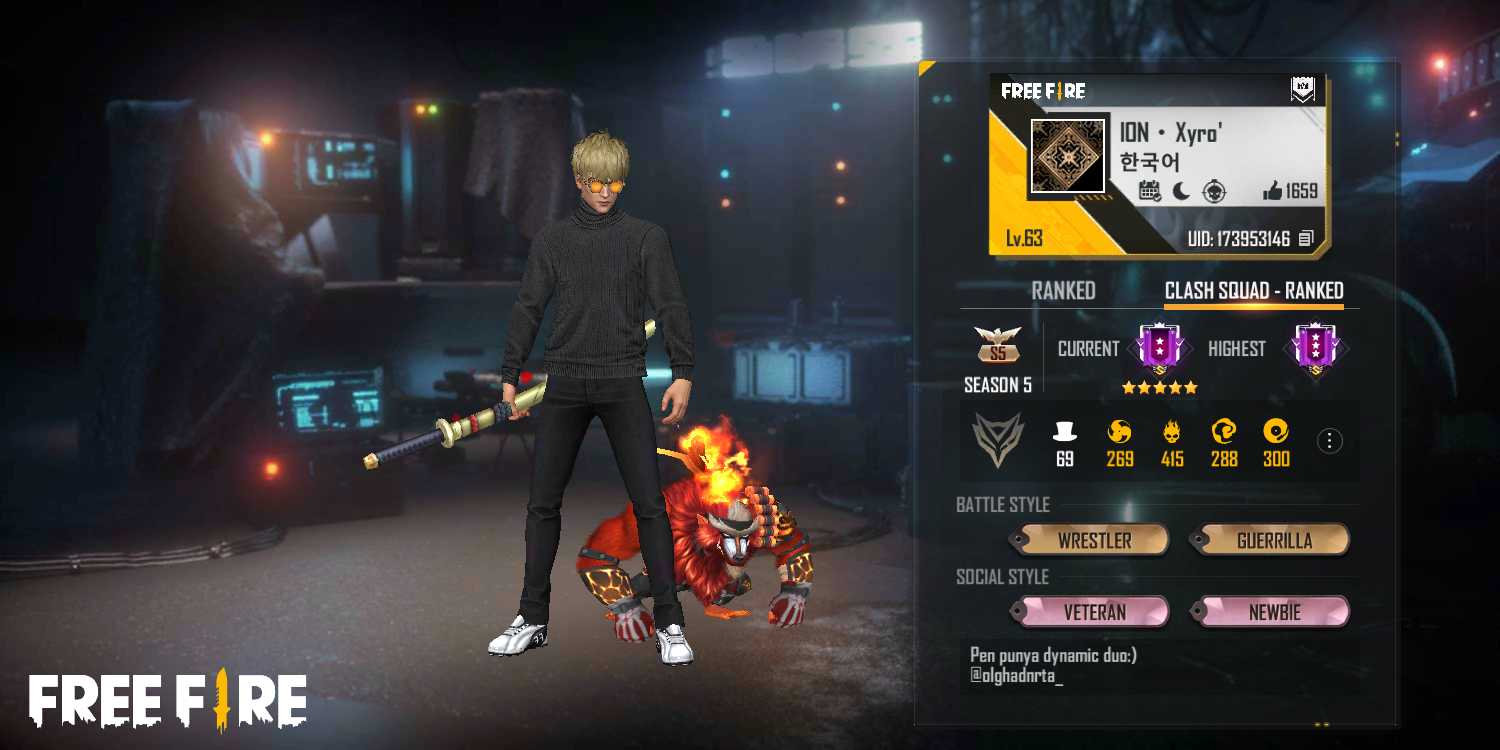 FREE FIRE
ION • Xyro'
한국어
1659
Lv.63
UID: 173953146
RANKED
CLASH SQUAD - RANKED
S5
CURRENT
HIGHEST
SEASON 5
69
269
415
288
300
BATTLE STYLE
WRESTLER
GUERRILLA
SOCIAL STYLE
VETERAN
NEWBIE
Pen punya dynamic duo:)
@olghadnrta_
FREE FIRE